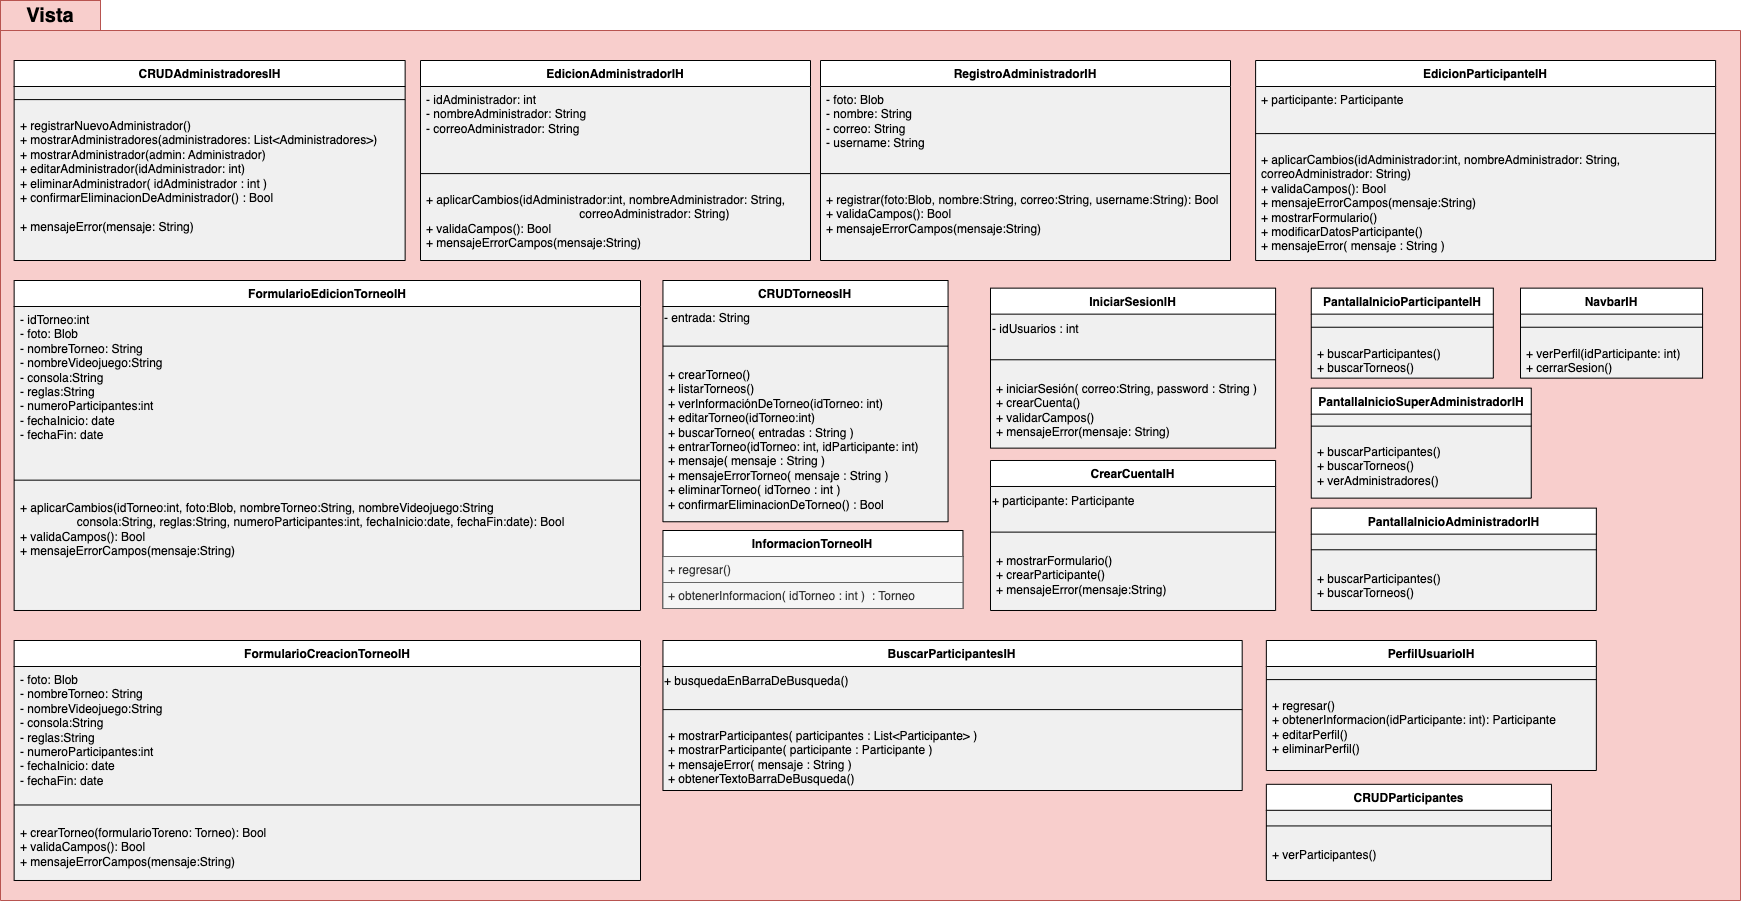 Vista
CRUDAdministradoresIH
+ registrarNuevoAdministrador()
+ mostrarAdministradores(administradores: List<Administradores>)
+ mostrarAdministrador(admin: Administrador)
+ editarAdministrador(idAdministrador: int)
+ eliminarAdministrador( idAdministrador : int )
+ confirmarEliminacionDeAdministrador() : Bool
+ mensajeError(mensaje: String)
EdicionAdministradorIH
- idAdministrador: int
- nombreAdministrador: String
- correoAdministrador: String
+ aplicarCambios(idAdministrador:int, nombreAdministrador: String,
correoAdministrador: String)
+ validaCampos(): Bool
+ mensajeErrorCampos(mensaje:String)
RegistroAdministradorIH
- foto: Blob
- nombre: String
- correo: String
- username: String
+ registrar(foto:Blob, nombre:String, correo:String, username:String): Bool
+ validaCampos(): Bool
+ mensajeErrorCampos(mensaje:String)
EdicionParticipanteIH
+ participante: Participante
+ aplicarCambios(idAdministrador:int, nombreAdministrador: String,
correoAdministrador: String)
+ validaCampos(): Bool
+ mensajeErrorCampos(mensaje:String)
+ mostrarFormulario()
+ modificarDatosParticipante()
+ mensajeError( mensaje : String )
FormularioEdicionTorneoIH
- idTorneo:int
- foto: Blob
- nombreTorneo: String
- nombreVideojuego:String
- consola:String
- reglas:String
- numeroParticipantes:int
- fechaInicio: date
- fechaFin: date
+ aplicarCambios(idTorneo:int, foto:Blob, nombreTorneo:String, nombreVideojuego:String
consola:String, reglas:String, numeroParticipantes:int, fechaInicio:date, fechaFin:date): Bool
+ validaCampos(): Bool
+ mensajeErrorCampos(mensaje:String)
CRUDTorneosIH
- entrada: String
+ crearTorneo()
+ listarTorneos()
+ verInformaciónDeTorneo(idTorneo: int)
+ editarTorneo(idTorneo:int)
+ buscarTorneo( entradas : String )
+ entrarTorneo(idTorneo: int, idParticipante: int)
+ mensaje( mensaje : String )
+ mensajeErrorTorneo( mensaje : String )
+ eliminarTorneo( idTorneo : int )
+ confirmarEliminacionDeTorneo() : Bool
InformacionTorneoIH
+ regresar()
+ obtenerInformacion( idTorneo : int ) : Torneo
IniciarSesionIH
- idUsuarios : int
+ iniciarSesión( correo:String, password : String )
+ crearCuenta()
+ validarCampos()
+ mensajeError(mensaje: String)
CrearCuentaIH
+ participante: Participante
+ mostrarFormulario()
+ crearParticipante()
+ mensajeError(mensaje:String)
PantallaInicioParticipanteIH
+ buscarParticipantes()
+ buscarTorneos()
NavbarIH
+ verPerfil(idParticipante: int)
+ cerrarSesion()
PantallaInicioSuperAdministradorIH
+ buscarParticipantes()
+ buscarTorneos()
+ verAdministradores()
PantallaInicioAdministradorIH
+ buscarParticipantes()
+ buscarTorneos()
FormularioCreacionTorneoIH
- foto: Blob
- nombreTorneo: String
- nombreVideojuego:String
- consola:String
- reglas:String
- numeroParticipantes:int
- fechaInicio: date
- fechaFin: date
+ crearTorneo(formularioToreno: Torneo): Bool
+ validaCampos(): Bool
+ mensajeErrorCampos(mensaje:String)
BuscarParticipantesIH
+ busquedaEnBarraDeBusqueda()
+ mostrarParticipantes( participantes : List<Participante> )
+ mostrarParticipante( participante : Participante )
+ mensajeError( mensaje : String )
+ obtenerTextoBarraDeBusqueda()
PerfilUsuarioIH
+ regresar()
+ obtenerInformacion(idParticipante: int): Participante
+ editarPerfil()
+ eliminarPerfil()
CRUDParticipantes
+ verParticipantes()